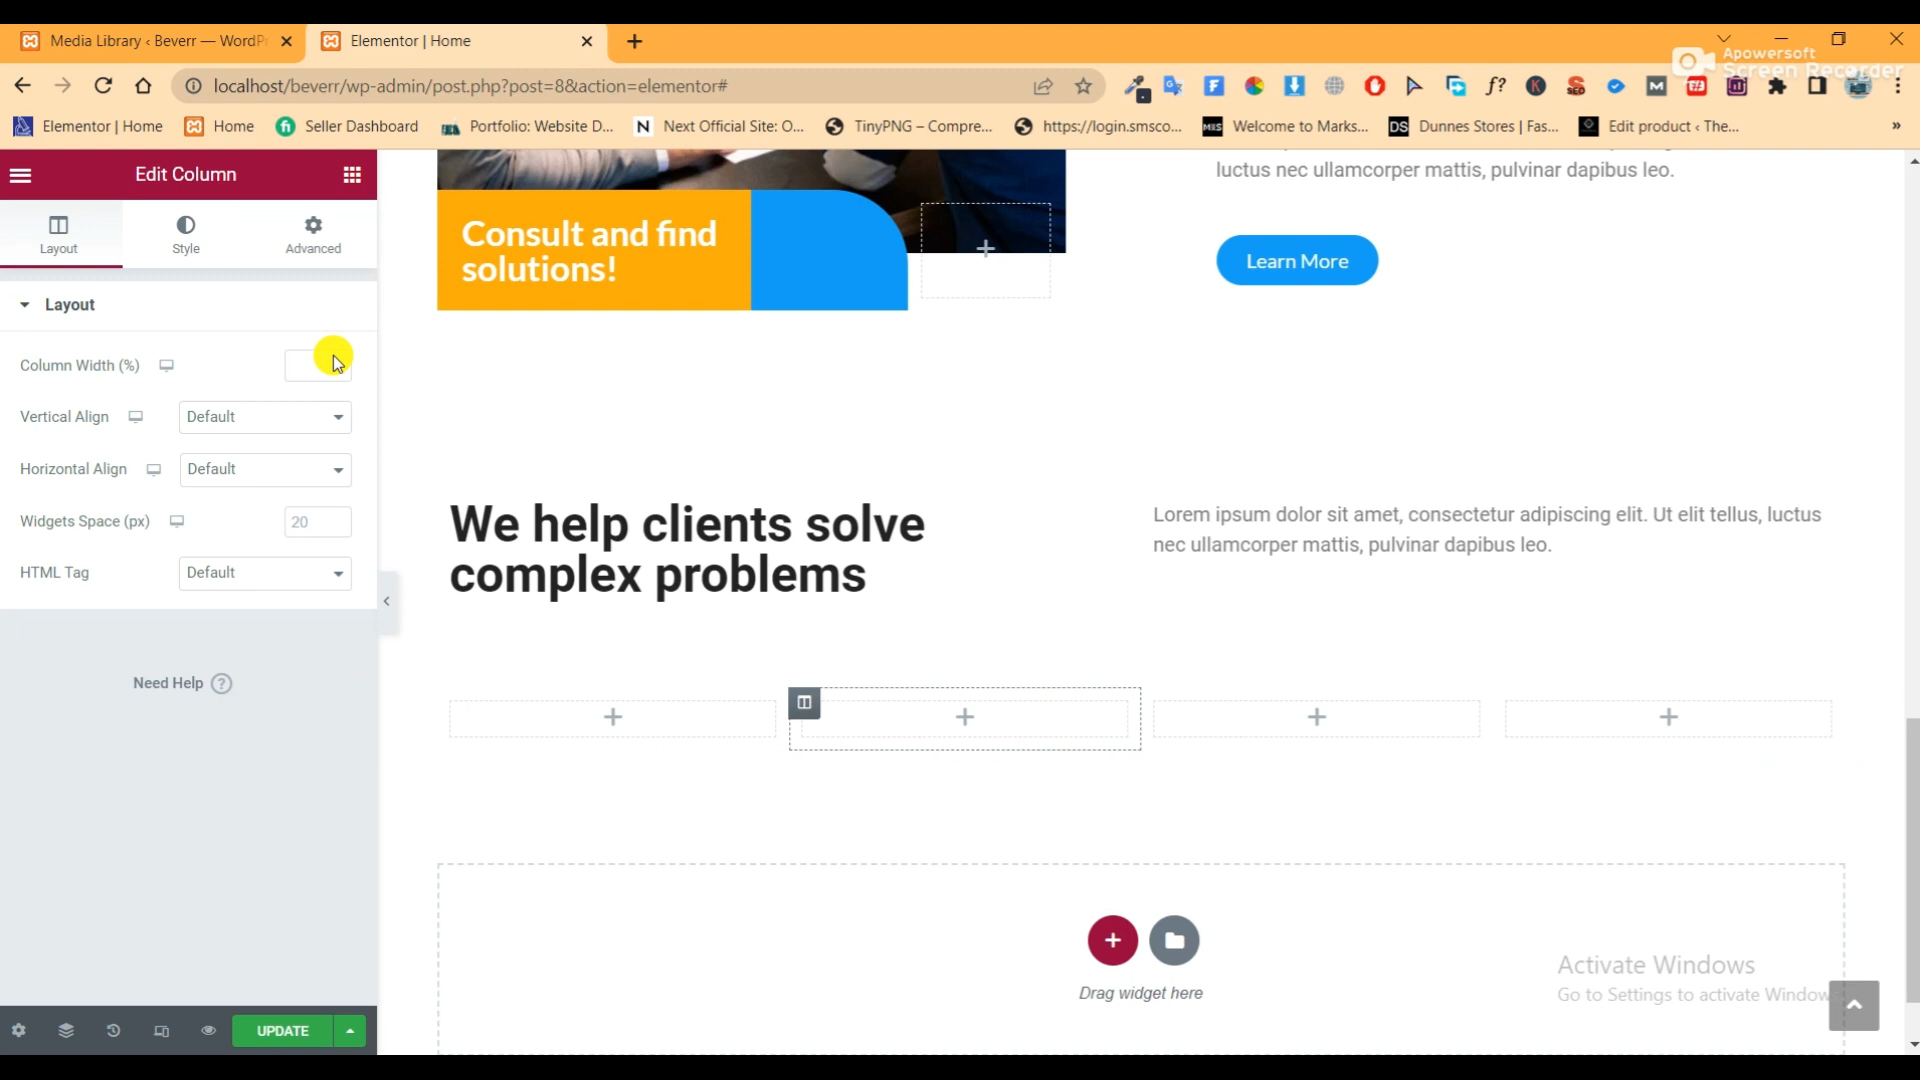 Media Library ‹ Beverr — WordPr
Elementor | Home
Apowersoft
Screen Recorder
localhost/beverr/wp-admin/post.php?post=8&action=elementor#
Elementor | Home
Home
Seller Dashboard
Portfolio: Website D...
Next Official Site: O...
TinyPNG – Compre...
https://login.smsco...
Welcome to Marks...
Dunnes Stores | Fas...
Edit product ‹ The...
Edit Column
Layout
Style
Advanced
Layout
Column Width (%)
Vertical Align
Default
Horizontal Align
Default
Widgets Space (px)
20
HTML Tag
Default
Need Help
UPDATE
luctus nec ullamcorper mattis, pulvinar dapibus leo.
Consult and find
solutions!
Learn More
We help clients solve
complex problems
Lorem ipsum dolor sit amet, consectetur adipiscing elit. Ut elit tellus, luctus
nec ullamcorper mattis, pulvinar dapibus leo.
Drag widget here
Activate Windows
Go to Settings to activate Window